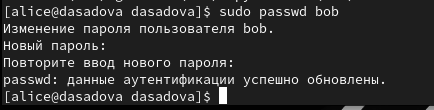 [alice@dasadova dasadova]$ sudo passwd bob
Изменение пароля пользователя bob.
Новый пароль:
Повторите ввод нового пароля:
passwd: данные аутентификации успешно обновлены.
[alice@dasadova dasadova]$